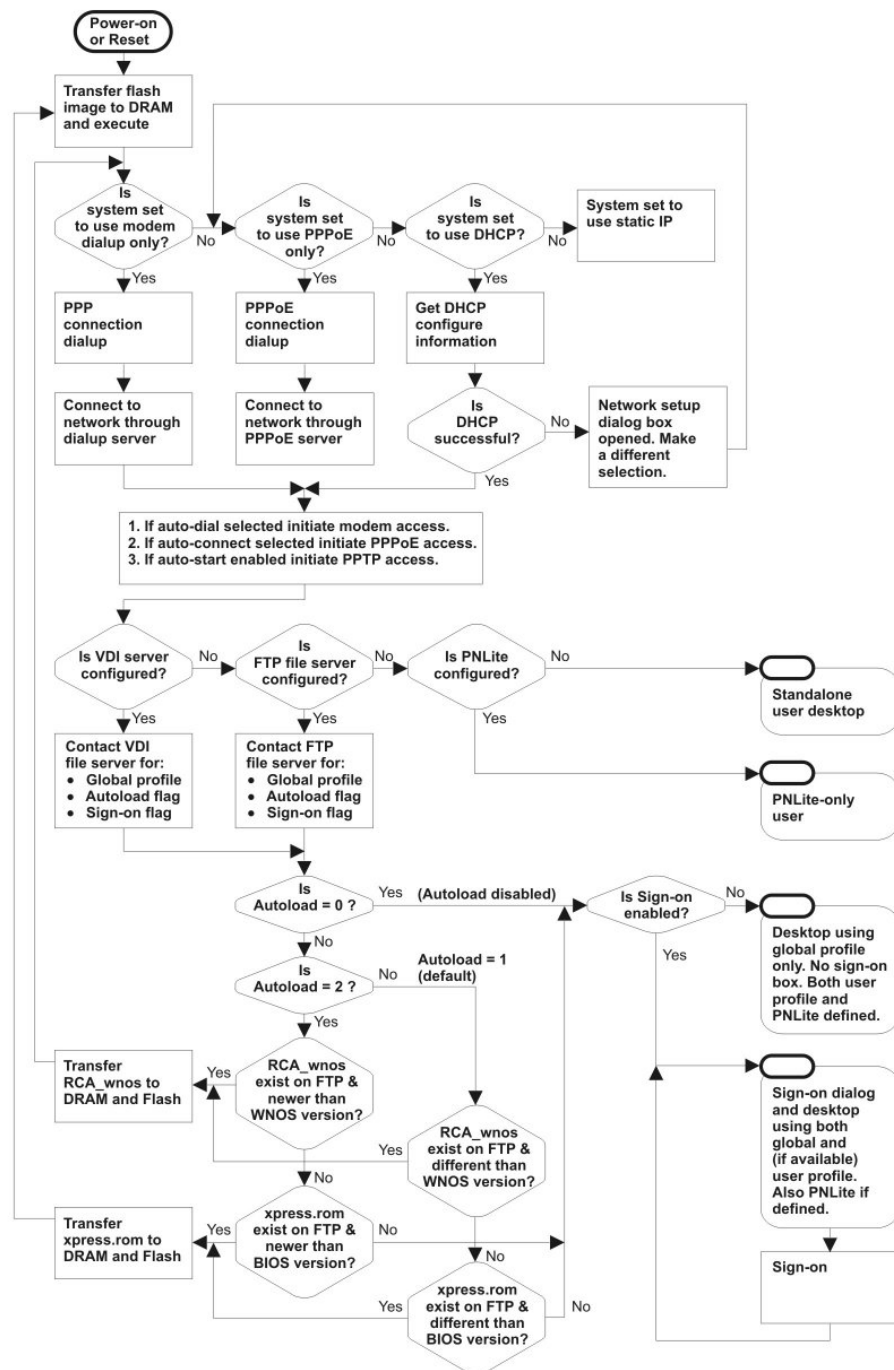 Power-on
or Reset
Transfer flash
image to DRAM
and execute
Is
system set
to use modem
dialup only?
No
Is
system set
to use PPPoE
only?
No
Is
system set
to use DHCP?
No
System set to
use static IP
Yes
Yes
Yes
PPP
connection
dialup
PPPoE
connection
dialup
Get DHCP
configure
information
Connect to
network through
dialup server
Connect to
network through
PPPoE server
Is
DHCP
successful?
No
Network setup
dialog box
opened. Make
a different
selection.
Yes
1. If auto-dial selected initiate modem access.
2. If auto-connect selected initiate PPPoE access.
3. If auto-start enabled initiate PPTP access.
Is VDI server
configured?
No
Is
FTP file server
configured?
No
Is PNLite
configured?
No
Standalone
user desktop
Yes
Yes
Yes
Contact VDI
file server for:
● Global profile
● Autoload flag
● Sign-on flag
Contact FTP
file server for:
● Global profile
● Autoload flag
● Sign-on flag
PNLite-only
user
Is
Autoload = 0 ?
Yes
(Autoload disabled)
Is Sign-on
enabled?
No
Desktop using
global profile
only. No sign-on
box. Both user
profile and
PNLite defined.
No
Yes
Is
Autoload = 2 ?
No
Autoload = 1
(default)
Yes
Transfer
RCA_wnos to
DRAM and Flash
Yes
RCA_wnos
exist on FTP &
newer than
WNOS version?
Sign-on dialog
and desktop
using both
global and
(if available)
user profile.
Also PNLite if
defined.
Yes
RCA_wnos
exist on FTP &
different than
WNOS version?
No
Transfer
xpress.rom to
DRAM and Flash
Yes
xpress.rom
exist on FTP &
newer than
BIOS version?
No
No
Sign-on
Yes
xpress.rom
exist on FTP &
different than
BIOS version?
No